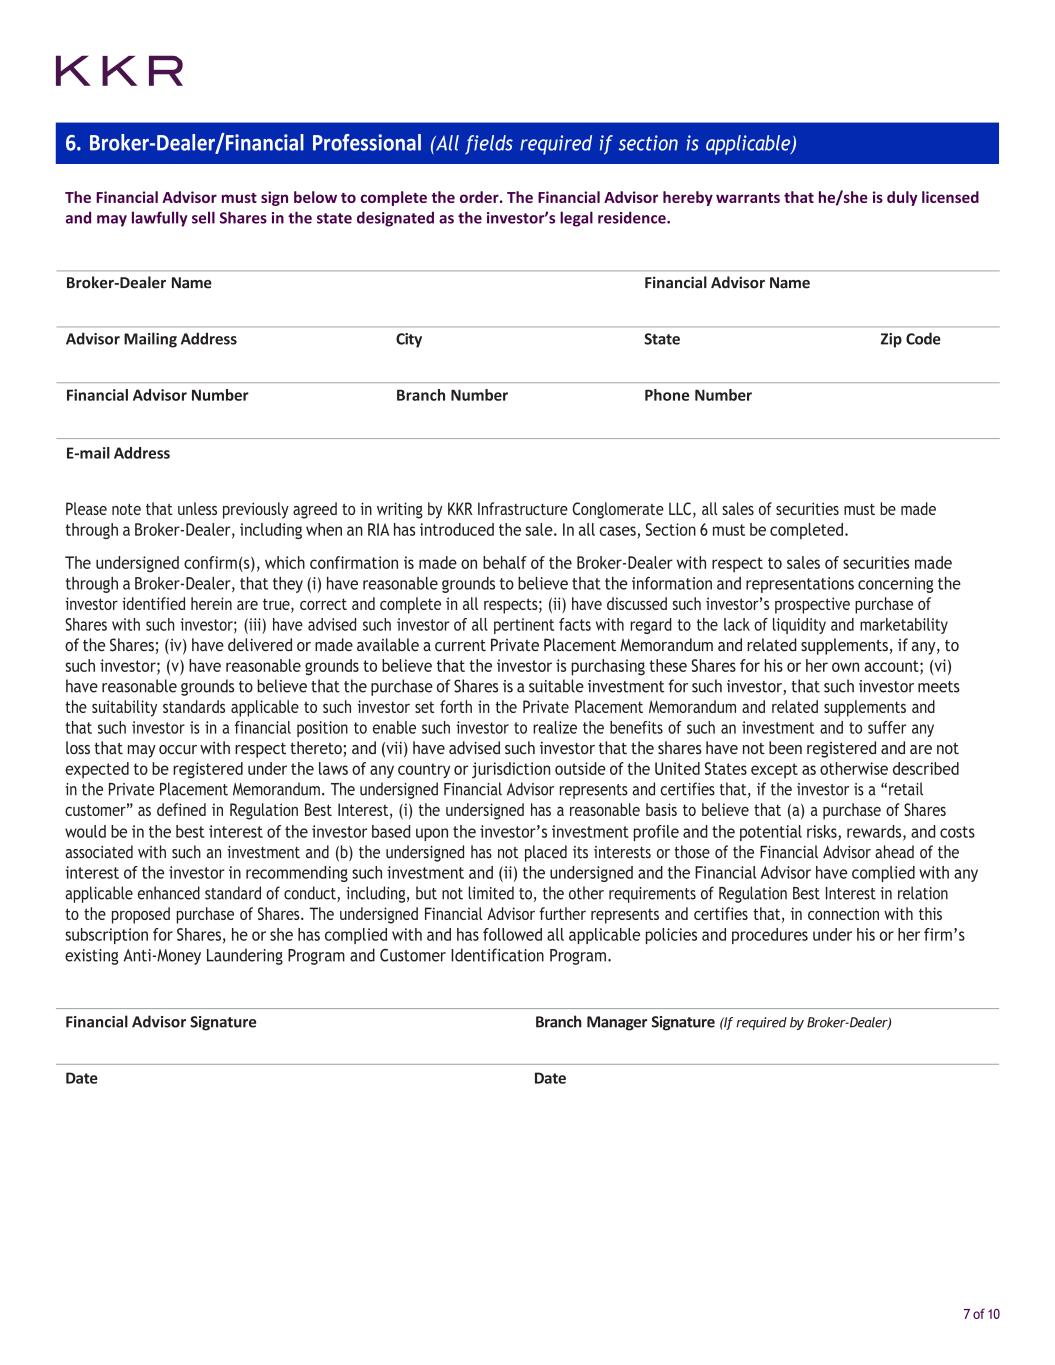 KKR
6. Broker-Dealer/Financial Professional (All fields required if section is applicable)
The Financial Advisor must sign below to complete the order. The Financial Advisor hereby warrants that he/she is duly licensed
and may lawfully sell Shares in the state designated as the investor’s legal residence.
Broker-Dealer Name Financial Advisor Name
Advisor Mailing Address City State Zip Code
Financial Advisor Number Branch Number Phone Number
E-mail Address
Please note that unless previously agreed to in writing by KKR Infrastructure Conglomerate LLC, all sales of securities must be made
through a Broker-Dealer, including when an RIA has introduced the sale. In all cases, Section 6 must be completed.
The undersigned confirm(s), which confirmation is made on behalf of the Broker-Dealer with respect to sales of securities made
through a Broker-Dealer, that they (i) have reasonable grounds to believe that the information and representations concerning the
investor identified herein are true, correct and complete in all respects; (ii) have discussed such investor’s prospective purchase of
Shares with such investor; (iii) have advised such investor of all pertinent facts with regard to the lack of liquidity and marketability
of the Shares; (iv) have delivered or made available a current Private Placement Memorandum and related supplements, if any, to
such investor; (v) have reasonable grounds to believe that the investor is purchasing these Shares for his or her own account; (vi)
have reasonable grounds to believe that the purchase of Shares is a suitable investment for such investor, that such investor meets
the suitability standards applicable to such investor set forth in the Private Placement Memorandum and related supplements and
that such investor is in a financial position to enable such investor to realize the benefits of such an investment and to suffer any
loss that may occur with respect thereto; and (vii) have advised such investor that the shares have not been registered and are not
expected to be registered under the laws of any country or jurisdiction outside of the United States except as otherwise described
in the Private Placement Memorandum. The undersigned Financial Advisor represents and certifies that, if the investor is a “retail
customer” as defined in Regulation Best Interest, (i) the undersigned has a reasonable basis to believe that (a) a purchase of Shares
would be in the best interest of the investor based upon the investor’s investment profile and the potential risks, rewards, and costs
associated with such an investment and (b) the undersigned has not placed its interests or those of the Financial Advisor ahead of the
interest of the investor in recommending such investment and (ii) the undersigned and the Financial Advisor have complied with any
applicable enhanced standard of conduct, including, but not limited to, the other requirements of Regulation Best Interest in relation
to the proposed purchase of Shares. The undersigned Financial Advisor further represents and certifies that, in connection with this
subscription for Shares, he or she has complied with and has followed all applicable policies and procedures under his or her firm’s
existing Anti-Money Laundering Program and Customer Identification Program.
Financial Advisor Signature Branch Manager Signature (If required by Broker-Dealer)
Date Date
7 of 10